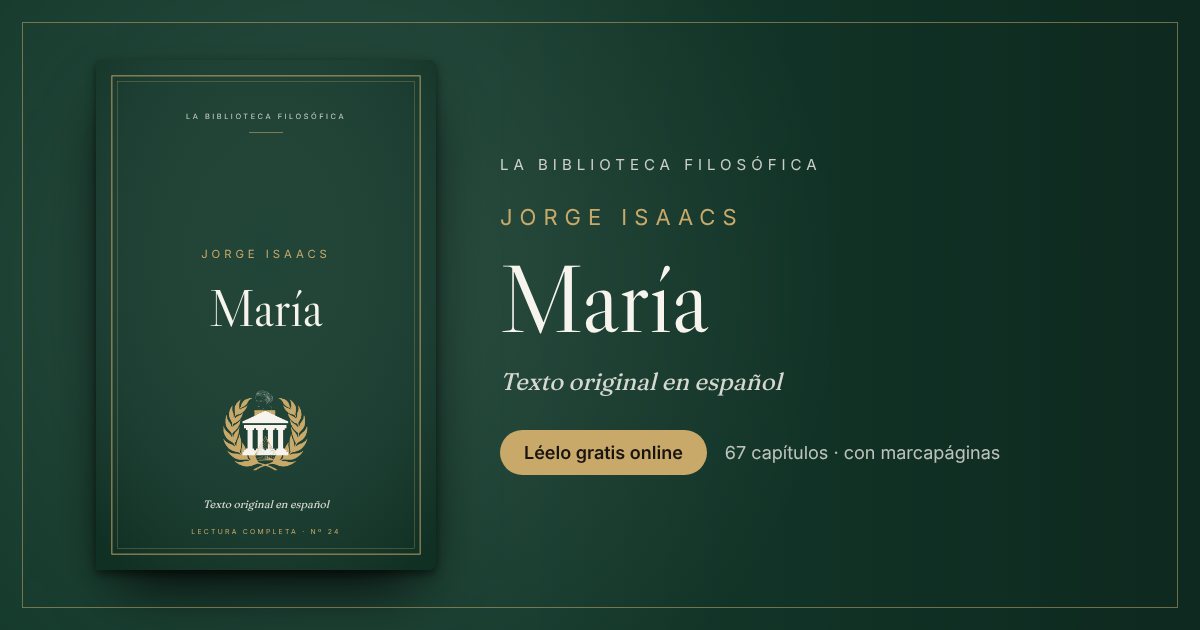 LA BIBLIOTECA FILOSÓFICA
JORGE ISAACS
María
Texto original en español
LECTURA COMPLETA · Nº 24
LA BIBLIOTECA FILOSÓFICA
JORGE ISAACS
María
Texto original en español
Léelo gratis online
67 capítulos · con marcapáginas